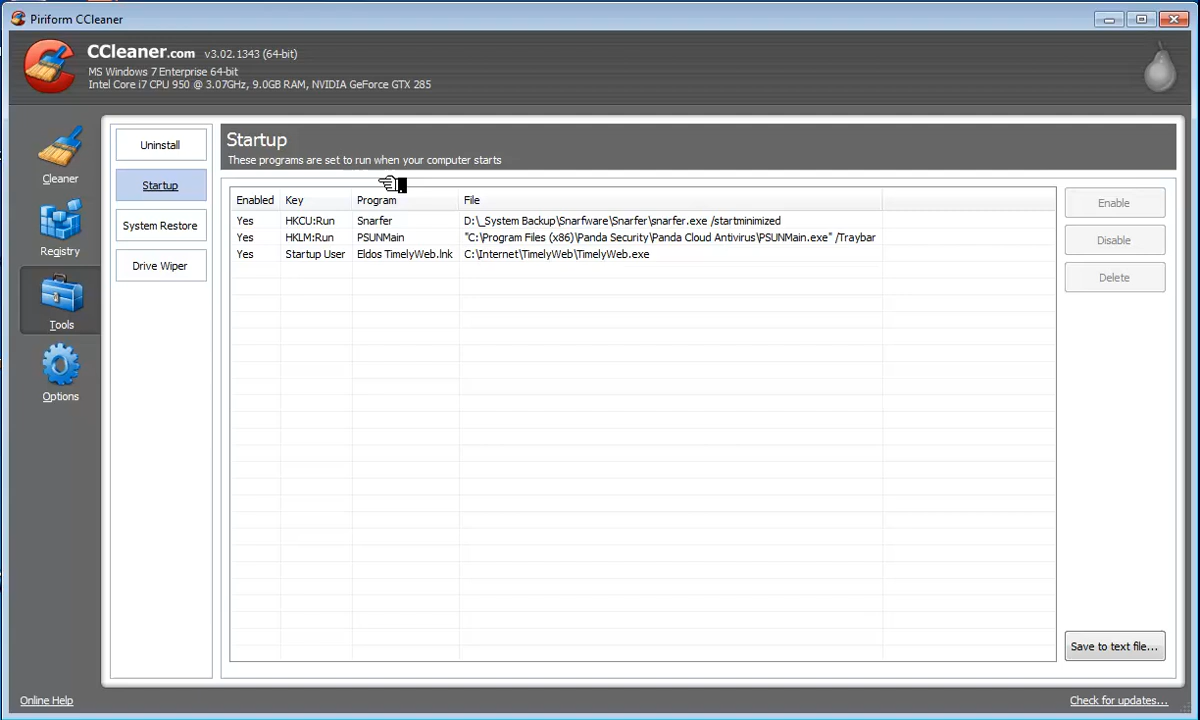 Piriform CCleaner
CCleaner.com v3.02.1343 (64-bit)
MS Windows 7 Enterprise 64-bit
Intel Core i7 CPU 950 @ 3.07GHz, 9.0GB RAM, NVIDIA GeForce GTX 285
Cleaner
Registry
Tools
Options
Uninstall
Startup
System Restore
Drive Wiper
Startup
These programs are set to run when your computer starts
Enabled Key Program File
Yes HKCU:Run Snarfer D:\_System Backup\Snarfware\Snarfer\snarfer.exe /startminimized
Yes HKLM:Run PSUNMain "C:\Program Files (x86)\Panda Security\Panda Cloud Antivirus\PSUNMain.exe" /Traybar
Yes Startup User Eldos TimelyWeb.lnk C:\Internet\TimelyWeb\TimelyWeb.exe
Enable
Disable
Delete
Save to text file...
Online Help
Check for updates...